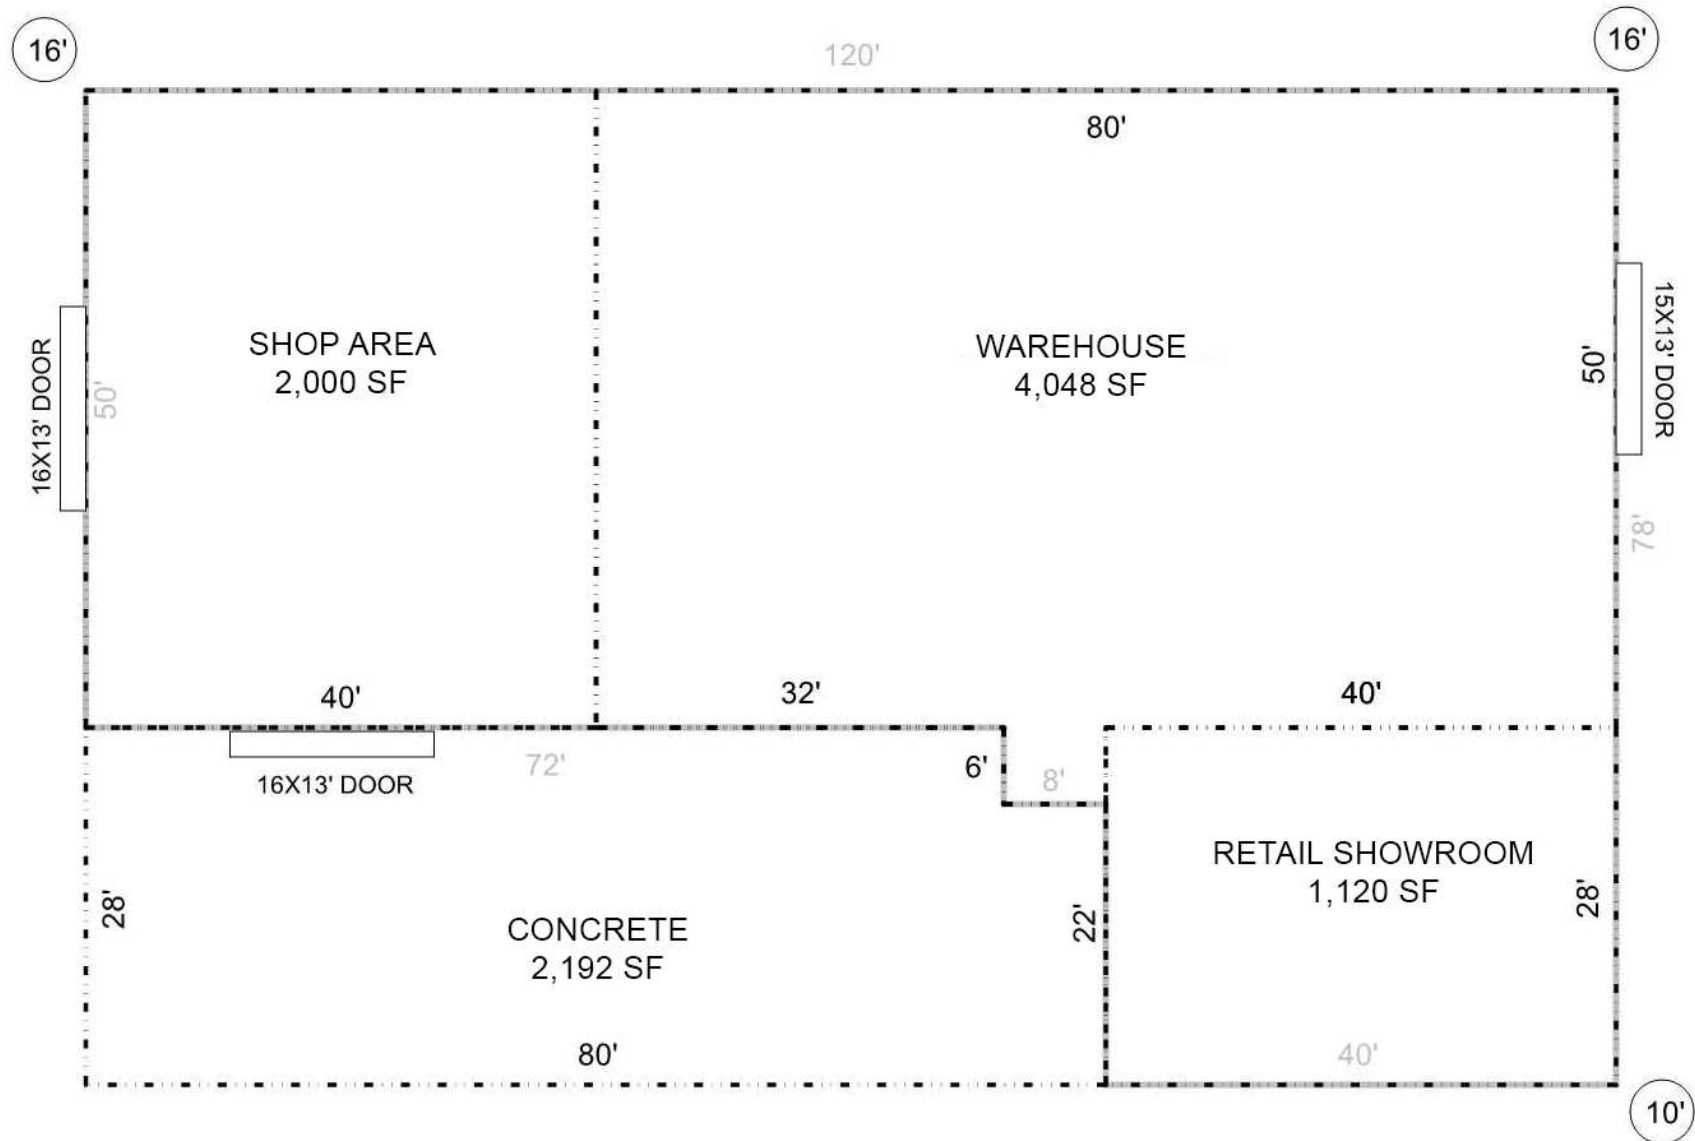 16'
120'
16'
80'
SHOP AREA
2,000 SF
WAREHOUSE
4,048 SF
16X13' DOOR
50'
50'
15X13' DOOR
78'
40'
32'
40'
16X13' DOOR
72'
6'
8'
RETAIL SHOWROOM
1,120 SF
28'
CONCRETE
2,192 SF
22'
28'
80'
40'
10'